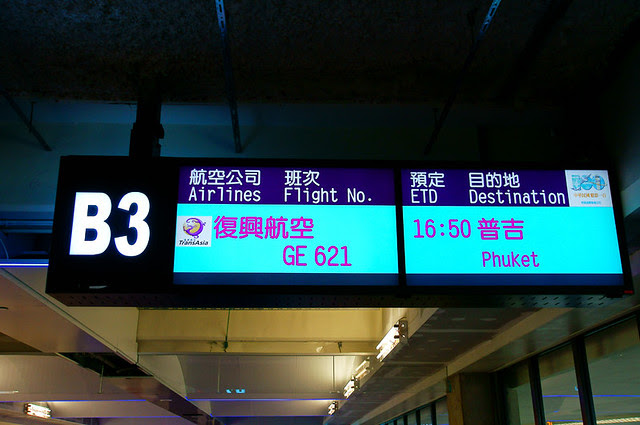 B3
航空公司 班次
Airlines Flight No.
TransAsia
復興航空
GE 621
預定 目的地
ETD Destination
16:50 普吉
Phuket